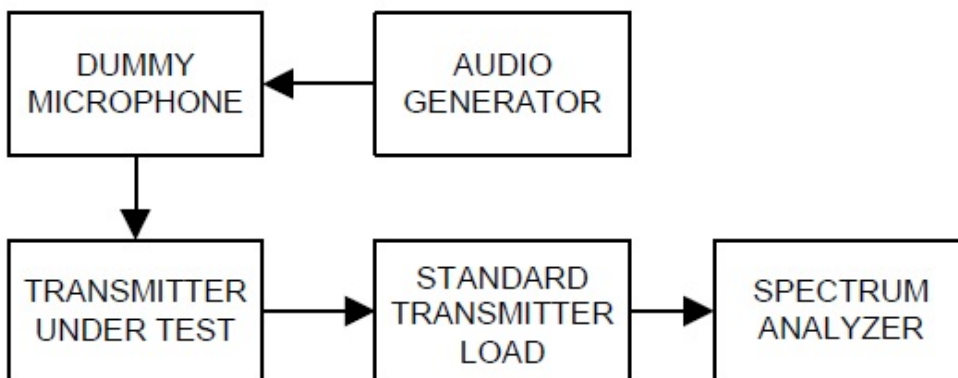 DUMMY
MICROPHONE
AUDIO
GENERATOR
TRANSMITTER
UNDER TEST
STANDARD
TRANSMITTER
LOAD
SPECTRUM
ANALYZER